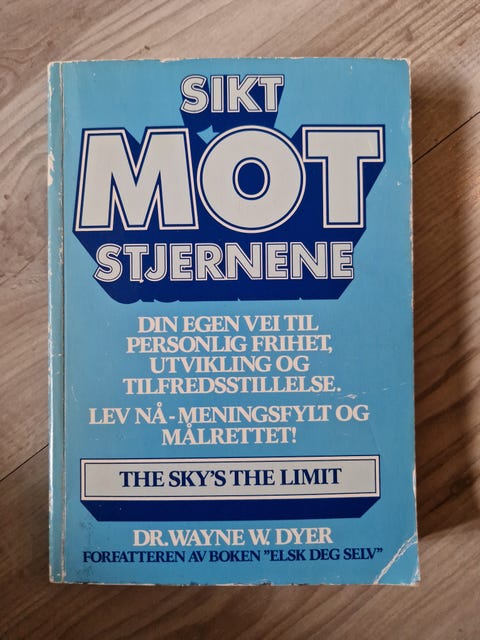 SIKT
MOT
STJERNENE
DIN EGEN VEI TIL
PERSONLIG FRIHET,
UTVIKLING OG
TILFREDSSTILLELSE.
LEV NÅ - MENINGSFYLT OG
MÅLRETTET!
THE SKY'S THE LIMIT
DR. WAYNE W. DYER
FORFATTEREN AV BOKEN "ELSK DEG SELV"